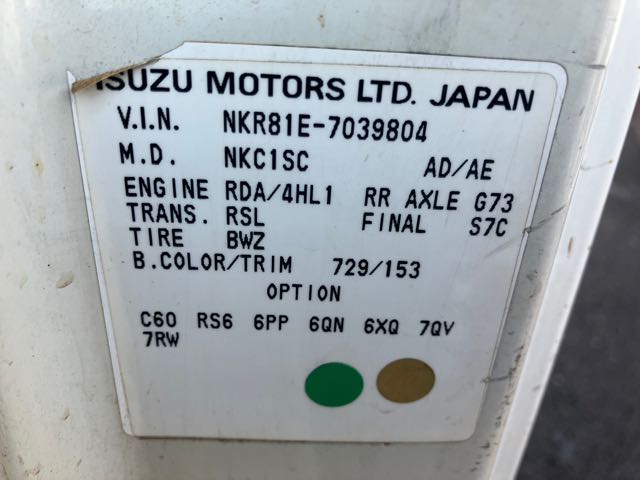 ISUZU MOTORS LTD. JAPAN
V.I.N. NKR81E-7039804
M.D. NKC1SC AD/AE
ENGINE RDA/4HL1 RR AXLE G73
TRANS. RSL FINAL S7C
TIRE BWZ
B.COLOR/TRIM 729/153
OPTION
C60 RS6 6PP 6QN 6XQ 7QV
7RW